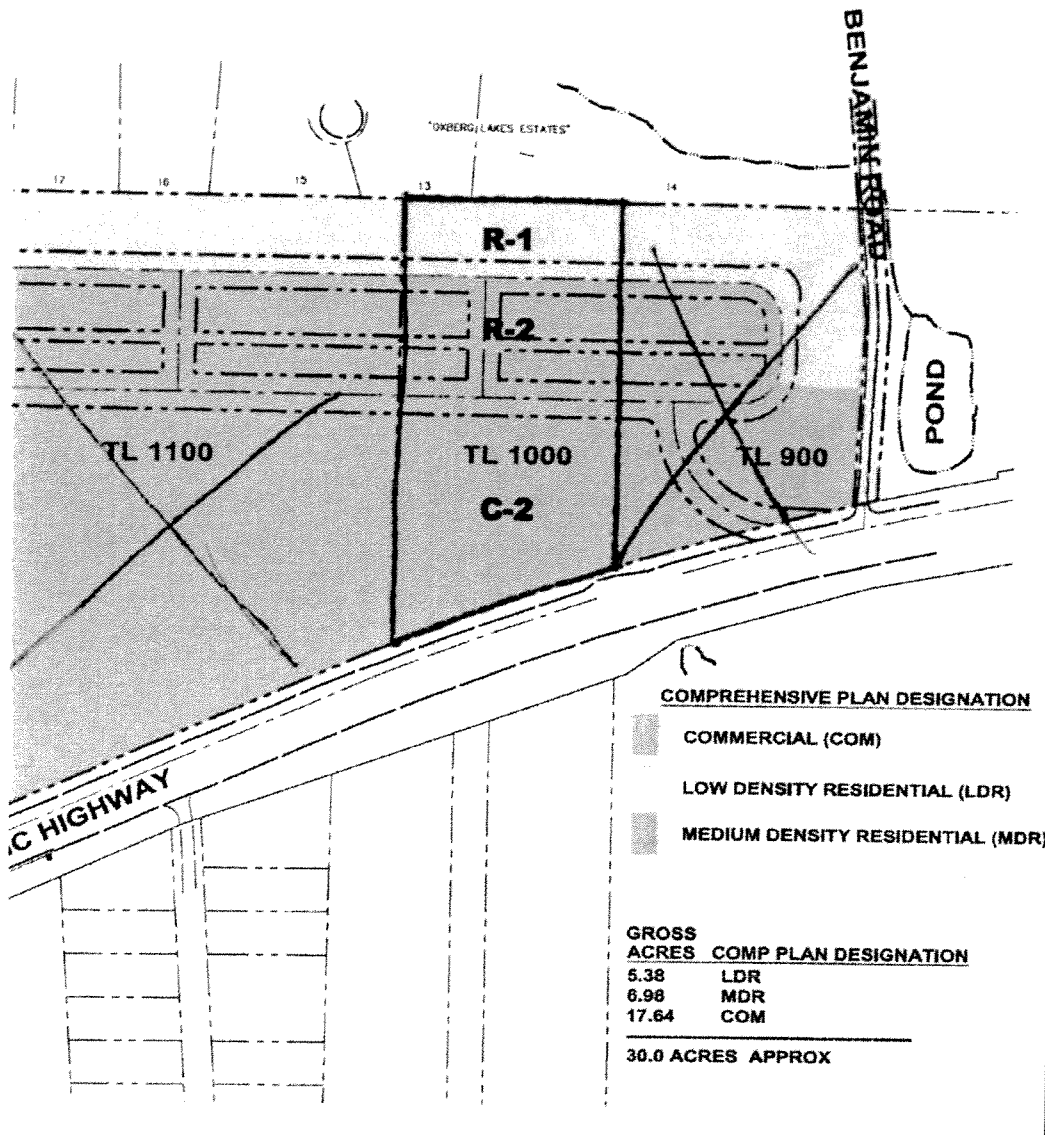 BENJAMIN ROAD
"OXBERG LAKES ESTATES"
17
16
15
13
14
R-1
R-2
POND
TL 1100
TL 1000
TL 900
C-2
COMPREHENSIVE PLAN DESIGNATION
COMMERCIAL (COM)
LOW DENSITY RESIDENTIAL (LDR)
MEDIUM DENSITY RESIDENTIAL (MDR)
IC HIGHWAY
GROSS
ACRES COMP PLAN DESIGNATION
5.38 LDR
6.98 MDR
17.64 COM
30.0 ACRES APPROX